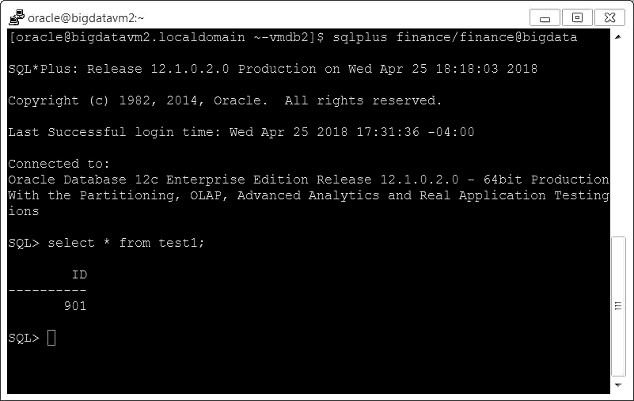 oracle@bigdatavm2:~
[oracle@bigdatavm2.localdomain ~-vmdb2]$ sqlplus finance/finance@bigdata
SQL*Plus: Release 12.1.0.2.0 Production on Wed Apr 25 18:18:03 2018
Copyright (c) 1982, 2014, Oracle.  All rights reserved.
Last Successful login time: Wed Apr 25 2018 17:31:36 -04:00
Connected to:
Oracle Database 12c Enterprise Edition Release 12.1.0.2.0 - 64bit Production
With the Partitioning, OLAP, Advanced Analytics and Real Application Testing
ions
SQL> select * from test1;
ID
----------
901
SQL>